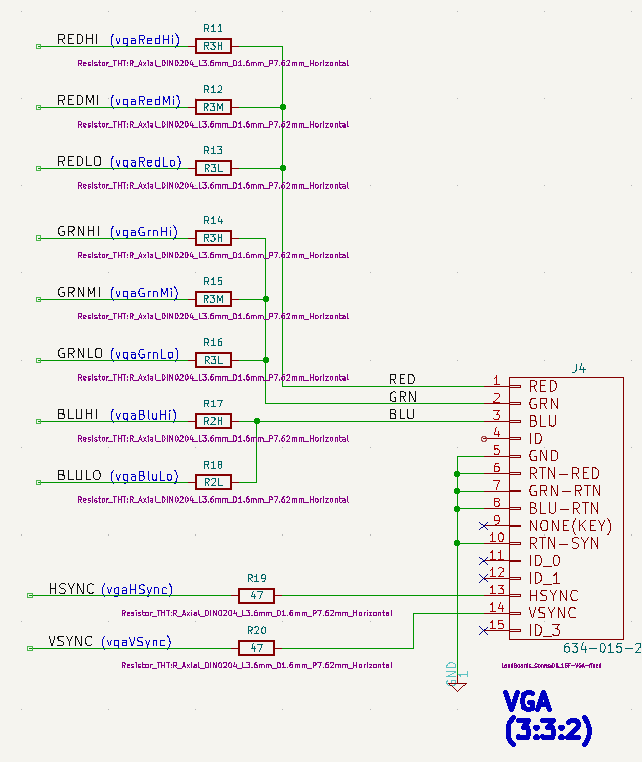 R11
REDHI (vgaRedHi) R3H
Resistor_THT:R_Axial_DIN0204_L3.6mm_D1.6mm_P7.62mm_Horizontal
R12
REDMI (vgaRedMi) R3M
Resistor_THT:R_Axial_DIN0204_L3.6mm_D1.6mm_P7.62mm_Horizontal
R13
REDLO (vgaRedLo) R3L
Resistor_THT:R_Axial_DIN0204_L3.6mm_D1.6mm_P7.62mm_Horizontal
R14
GRNHI (vgaGrnHi) R3H
Resistor_THT:R_Axial_DIN0204_L3.6mm_D1.6mm_P7.62mm_Horizontal
R15
GRNMI (vgaGrnMi) R3M
Resistor_THT:R_Axial_DIN0204_L3.6mm_D1.6mm_P7.62mm_Horizontal
R16
GRNLO (vgaGrnLo) R3L
Resistor_THT:R_Axial_DIN0204_L3.6mm_D1.6mm_P7.62mm_Horizontal
R17
BLUHI (vgaBluHi) R2H
Resistor_THT:R_Axial_DIN0204_L3.6mm_D1.6mm_P7.62mm_Horizontal
R18
BLULO (vgaBluLo) R2L
Resistor_THT:R_Axial_DIN0204_L3.6mm_D1.6mm_P7.62mm_Horizontal
R19
HSYNC (vgaHSync) 47
Resistor_THT:R_Axial_DIN0204_L3.6mm_D1.6mm_P7.62mm_Horizontal
R20
VSYNC (vgaVSync) 47
Resistor_THT:R_Axial_DIN0204_L3.6mm_D1.6mm_P7.62mm_Horizontal
J4
RED 1 RED
GRN 2 GRN
BLU 3 BLU
4 ID
5 GND
6 RTN-RED
7 GRN-RTN
8 BLU-RTN
9 NONE(KEY)
10 RTN-SYN
11 ID_0
12 ID_1
13 HSYNC
14 VSYNC
15 ID_3
634-015-2
GND
1
VGA
(3:3:2)